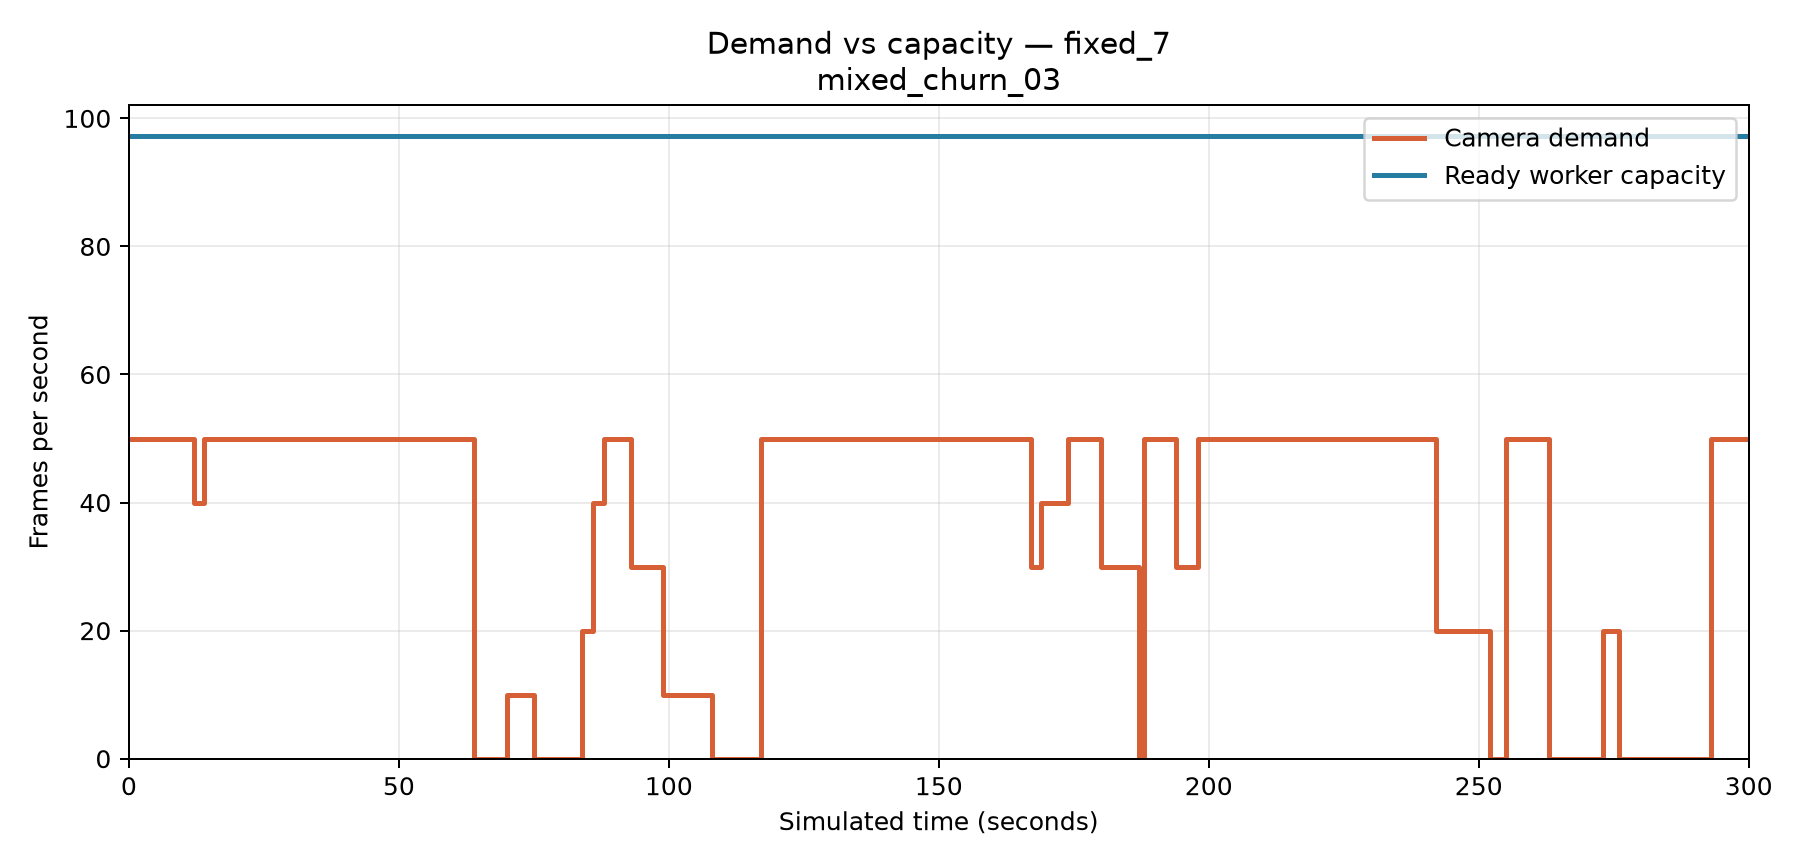 Demand vs capacity — fixed_7
mixed_churn_03
100
80
60
40
20
0
Frames per second
Camera demand
Ready worker capacity
0 50 100 150 200 250 300
Simulated time (seconds)